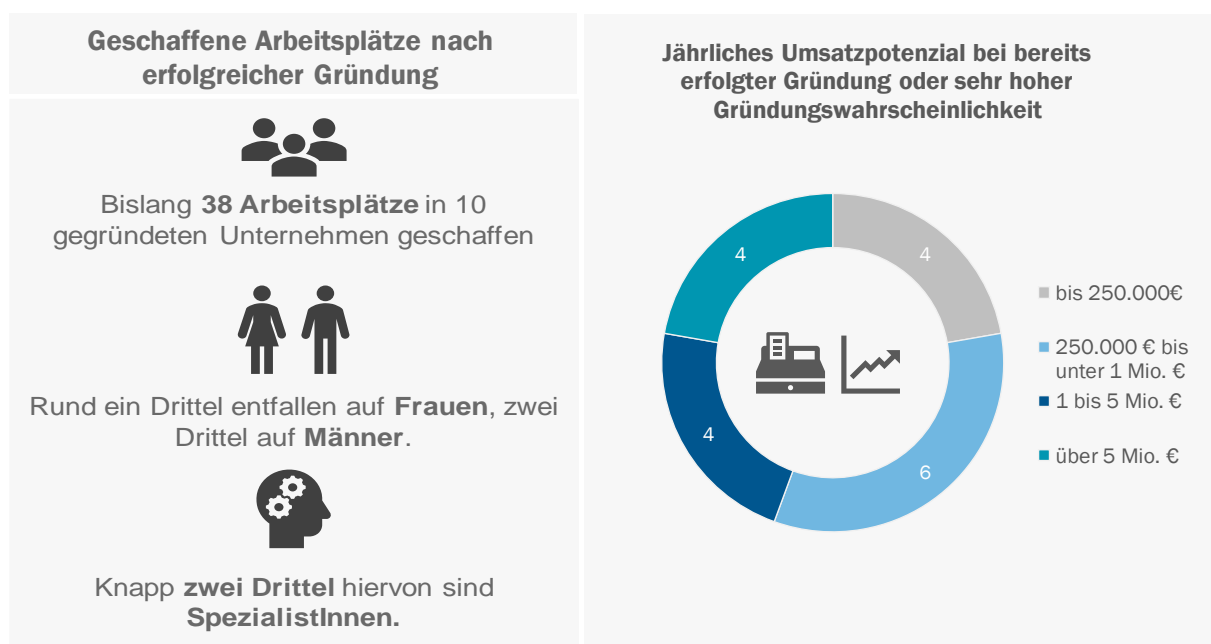 Geschaffene Arbeitsplätze nach
erfolgreicher Gründung
Bislang 38 Arbeitsplätze in 10
gegründeten Unternehmen geschaffen
Rund ein Drittel entfallen auf Frauen, zwei
Drittel auf Männer.
Knapp zwei Drittel hiervon sind
SpezialistInnen.
Jährliches Umsatzpotenzial bei bereits
erfolgter Gründung oder sehr hoher
Gründungswahrscheinlichkeit
4
4
4
6
bis 250.000€
250.000 € bis
unter 1 Mio. €
1 bis 5 Mio. €
über 5 Mio. €